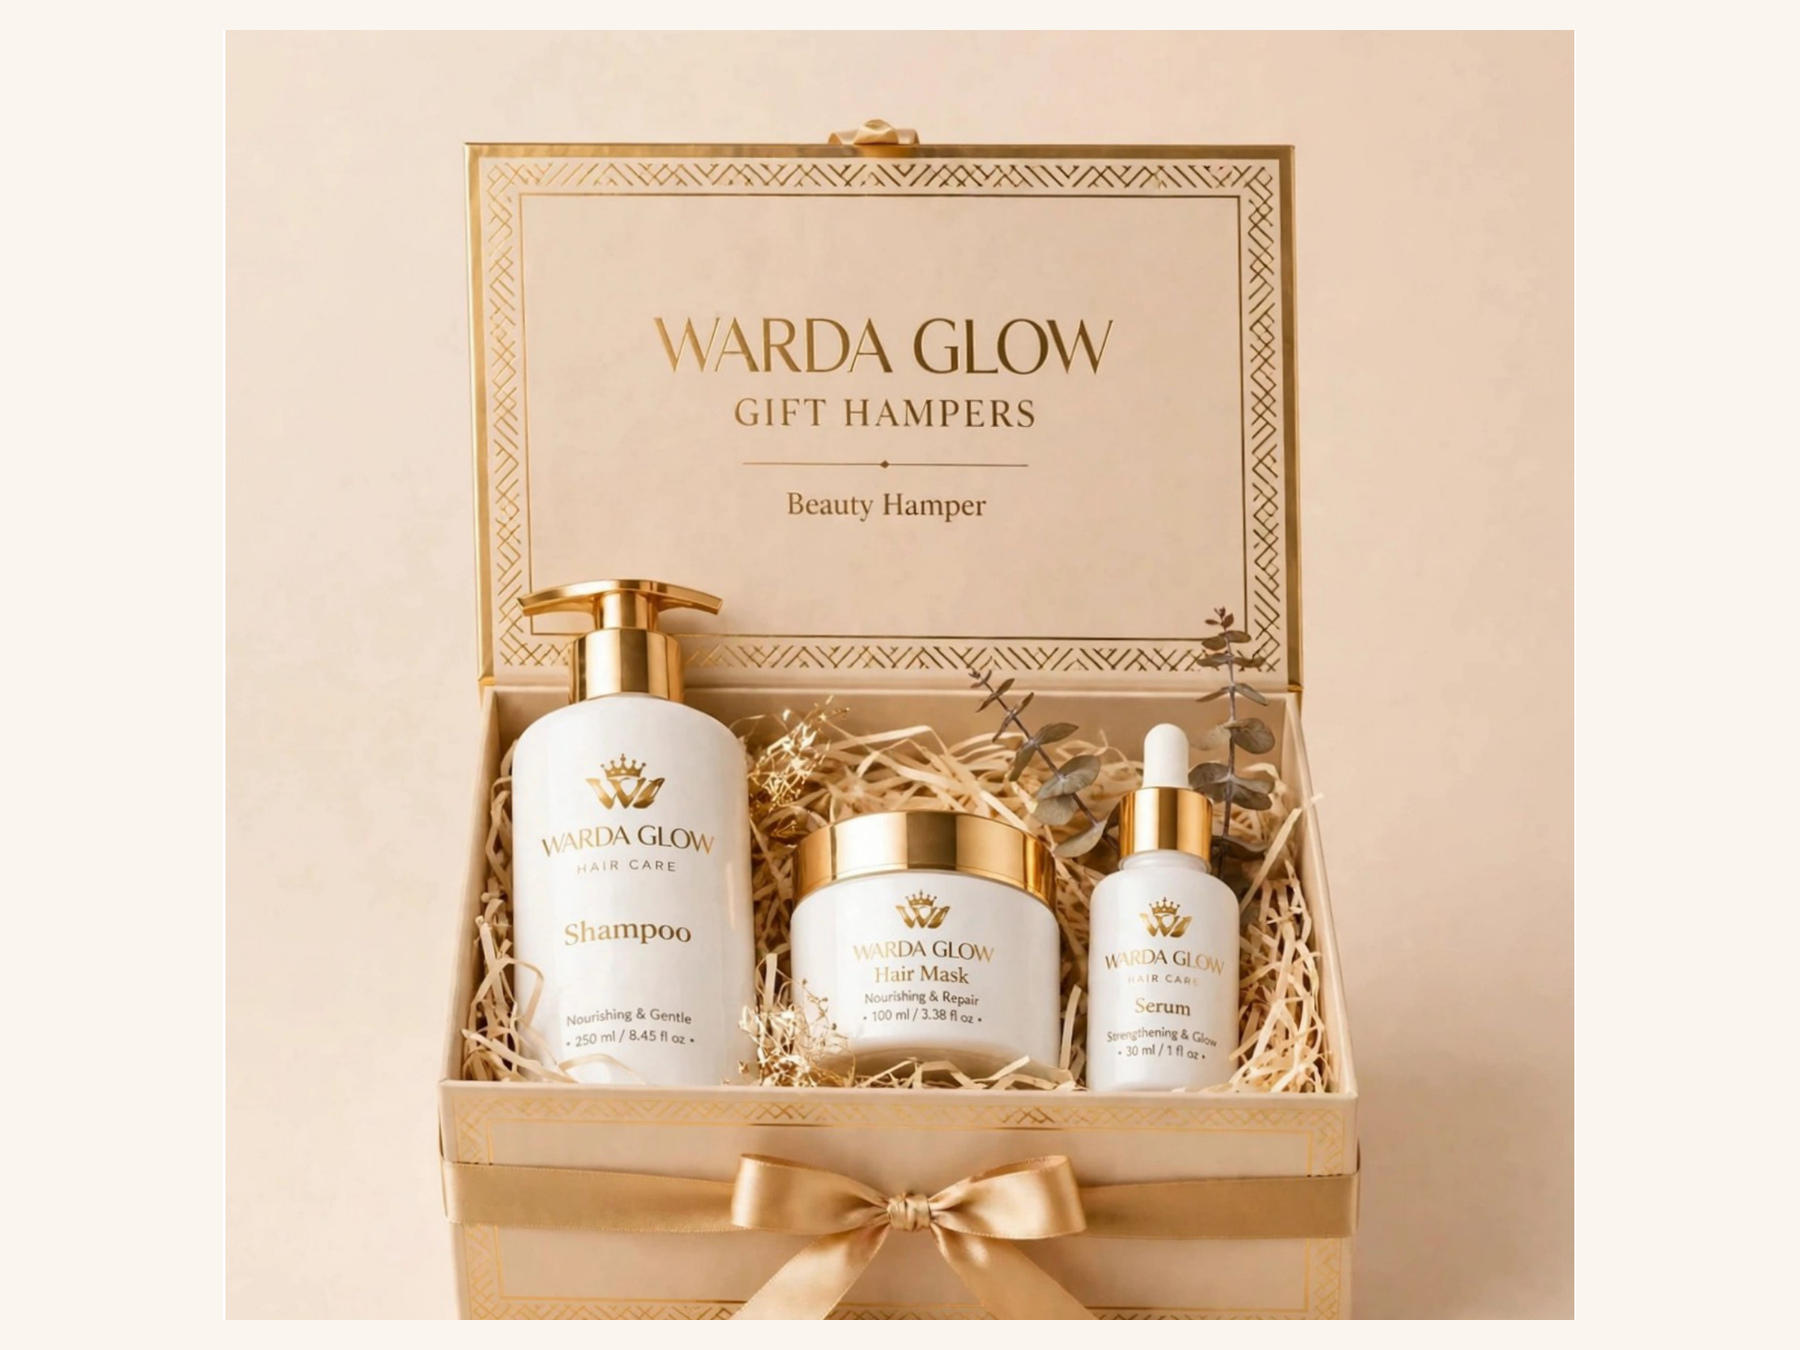 WARDA GLOW
GIFT HAMPERS
Beauty Hamper
WARDA GLOW
HAIR CARE
Shampoo
Nourishing & Gentle
• 250 ml / 8.45 fl oz •
WARDA GLOW
Hair Mask
Nourishing & Repair
• 100 ml / 3.38 fl oz •
WARDA GLOW
HAIR CARE
Serum
Strengthening & Glow
• 30 ml / 1 fl oz •